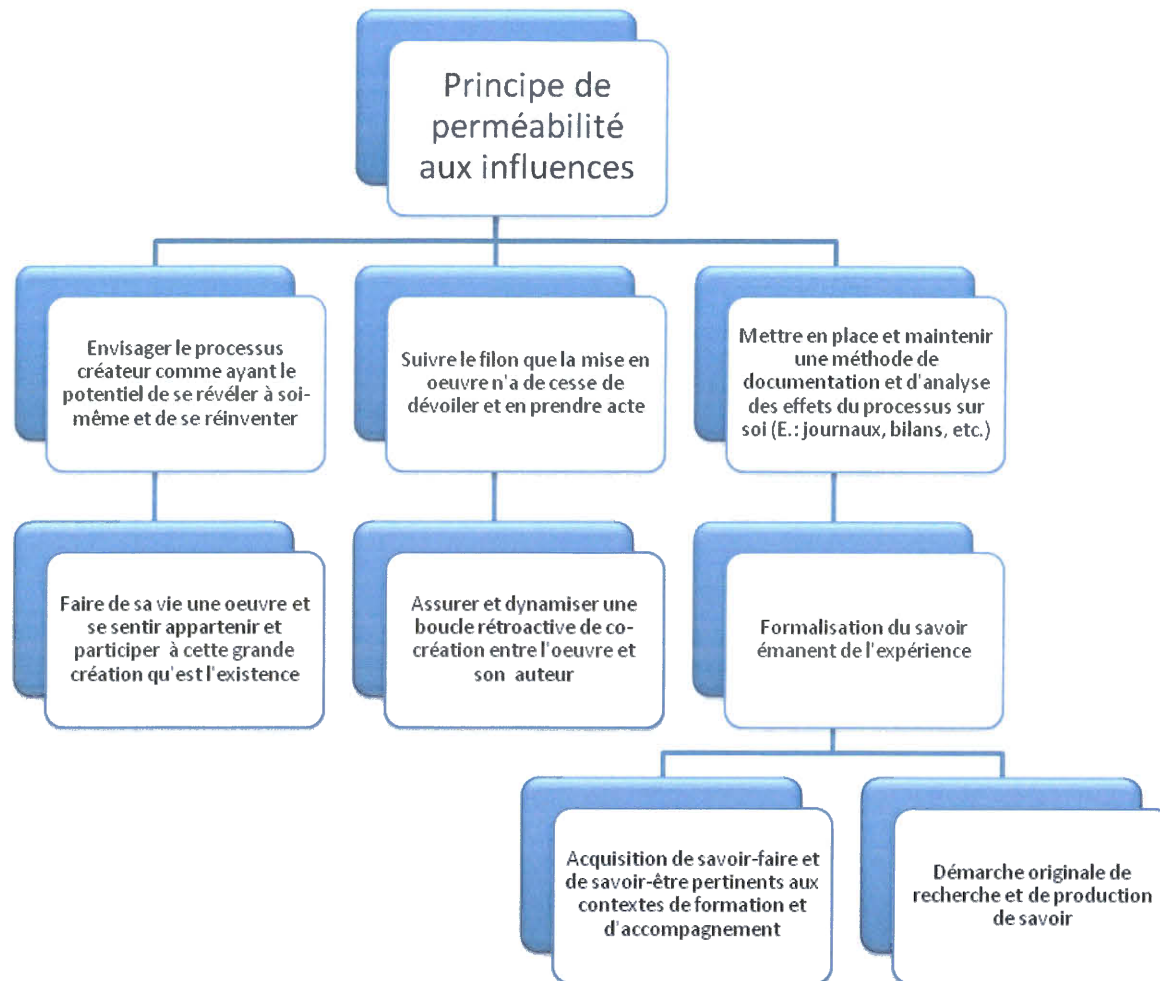 Principe de
perméabilité
aux influences
Envisager le processus
créateur comme ayant le
potentiel de se révéler à soi-
même et de se réinventer
Suivre le filon que la mise en
oeuvre n'a de cesse de
dévoiler et en prendre acte
Mettre en place et maintenir
une méthode de
documentation et d'analyse
des effets du processus sur
soi (E.: journaux, bilans, etc.)
Faire de sa vie une oeuvre et
se sentir appartenir et
participer à cette grande
création qu'est l'existence
Assurer et dynamiser une
boucle rétroactive de co-
création entre l'oeuvre et
son auteur
Formalisation du savoir
émanent de l'expérience
Acquisition de savoir-faire et
de savoir-être pertinents aux
contextes de formation et
d'accompagnement
Démarche originale de
recherche et de production
de savoir